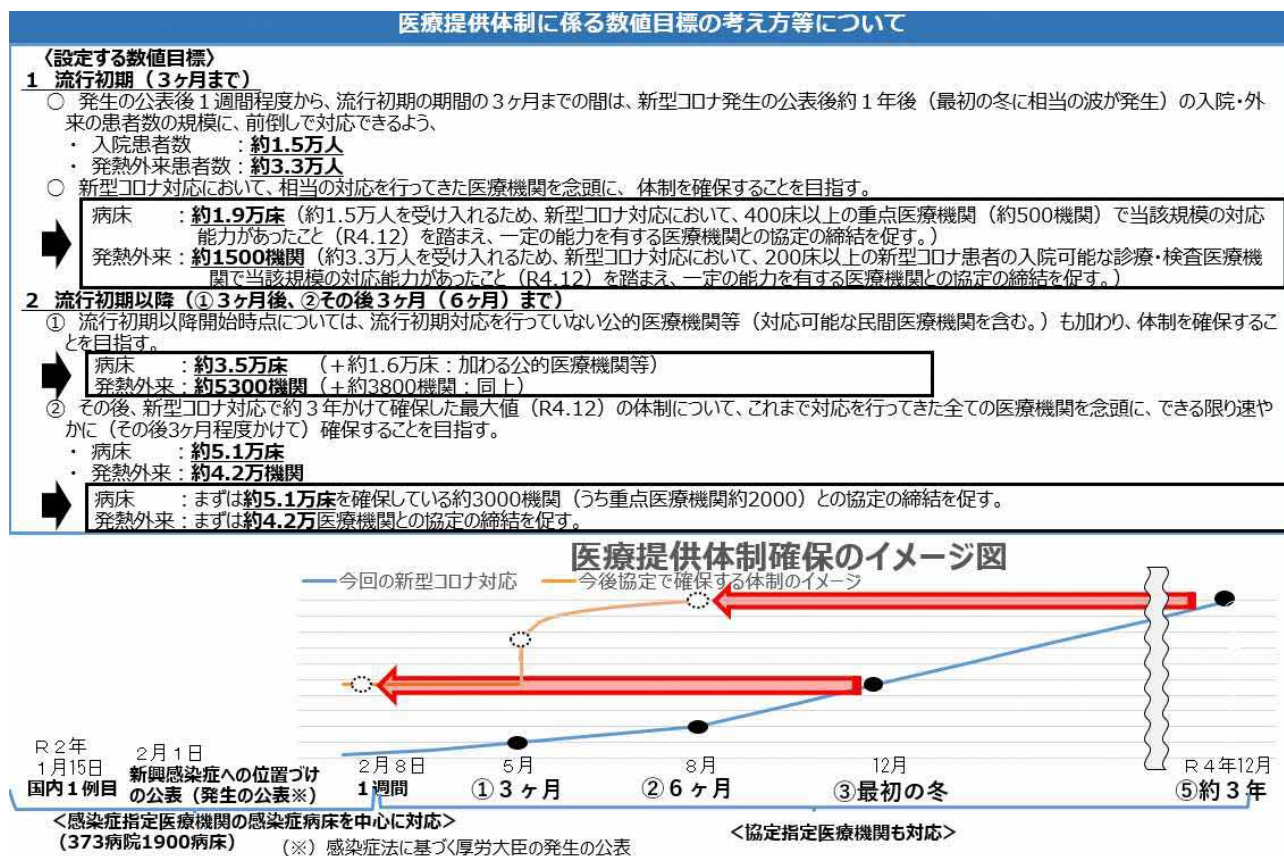 医療提供体制に係る数値目標の考え方等について
〈設定する数値目標〉
1 流行初期（3ヶ月まで）
○ 発生の公表後1週間程度から、流行初期の期間の3ヶ月までの間は、新型コロナ発生の公表後約1年後（最初の冬に相当の波が発生）の入院・外
来の患者数の規模に、前倒しで対応できるよう、
・ 入院患者数 ：約1.5万人
・ 発熱外来患者数：約3.3万人
○ 新型コロナ対応において、相当の対応を行ってきた医療機関を念頭に、体制を確保することを目指す。
病床 ：約1.9万床（約1.5万人を受け入れるため、新型コロナ対応において、400床以上の重点医療機関（約500機関）で当該規模の対応
能力があったこと（R4.12）を踏まえ、一定の能力を有する医療機関との協定の締結を促す。）
発熱外来：約1500機関（約3.3万人を受け入れるため、新型コロナ対応において、200床以上の新型コロナ患者の入院可能な診療・検査医療機
関で当該規模の対応能力があったこと（R4.12）を踏まえ、一定の能力を有する医療機関との協定の締結を促す。）
2 流行初期以降（①3ヶ月後、②その後3ヶ月（6ヶ月）まで）
① 流行初期以降開始時点については、流行初期対応を行っていない公的医療機関等（対応可能な民間医療機関を含む。）も加わり、体制を確保するこ
とを目指す。
病床 ：約3.5万床 （＋約1.6万床：加わる公的医療機関等）
発熱外来：約5300機関（＋約3800機関：同上）
② その後、新型コロナ対応で約3年かけて確保した最大値（R4.12）の体制について、これまで対応を行ってきた全ての医療機関を念頭に、できる限り速や
かに（その後3ヶ月程度かけて）確保することを目指す。
・ 病床 ：約5.1万床
・ 発熱外来：約4.2万機関
病床 ：まずは約5.1万床を確保している約3000機関（うち重点医療機関約2000）との協定の締結を促す。
発熱外来：まずは約4.2万医療機関との協定の締結を促す。
医療提供体制確保のイメージ図
今回の新型コロナ対応 今後協定で確保する体制のイメージ
R2年
1月15日
国内1例目
2月1日
新興感染症への位置づけ
の公表（発生の公表※）
2月8日
1週間
5月
①3ヶ月
8月
②6ヶ月
12月
③最初の冬
R4年12月
⑤約3年
＜感染症指定医療機関の感染症病床を中心に対応＞
（373病院1900病床）
（※）感染症法に基づく厚労大臣の発生の公表
＜協定指定医療機関も対応＞